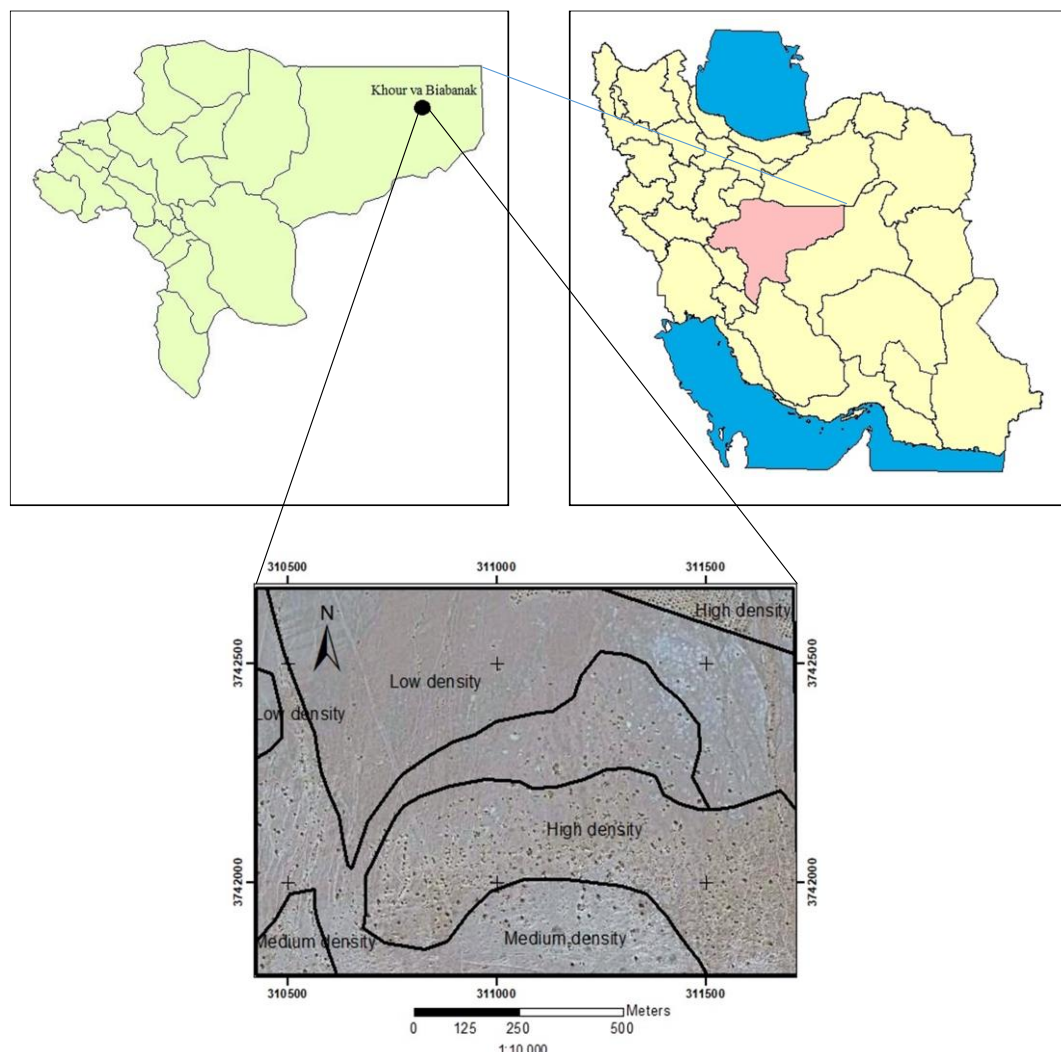 Khour va Biabanak
310500 311000 311500
High density
N
3742500 3742500
Low density
Low density
High density
3742000 3742000
Medium density
Medium density
310500 311000 311500
Meters
0 125 250 500
1:10,000